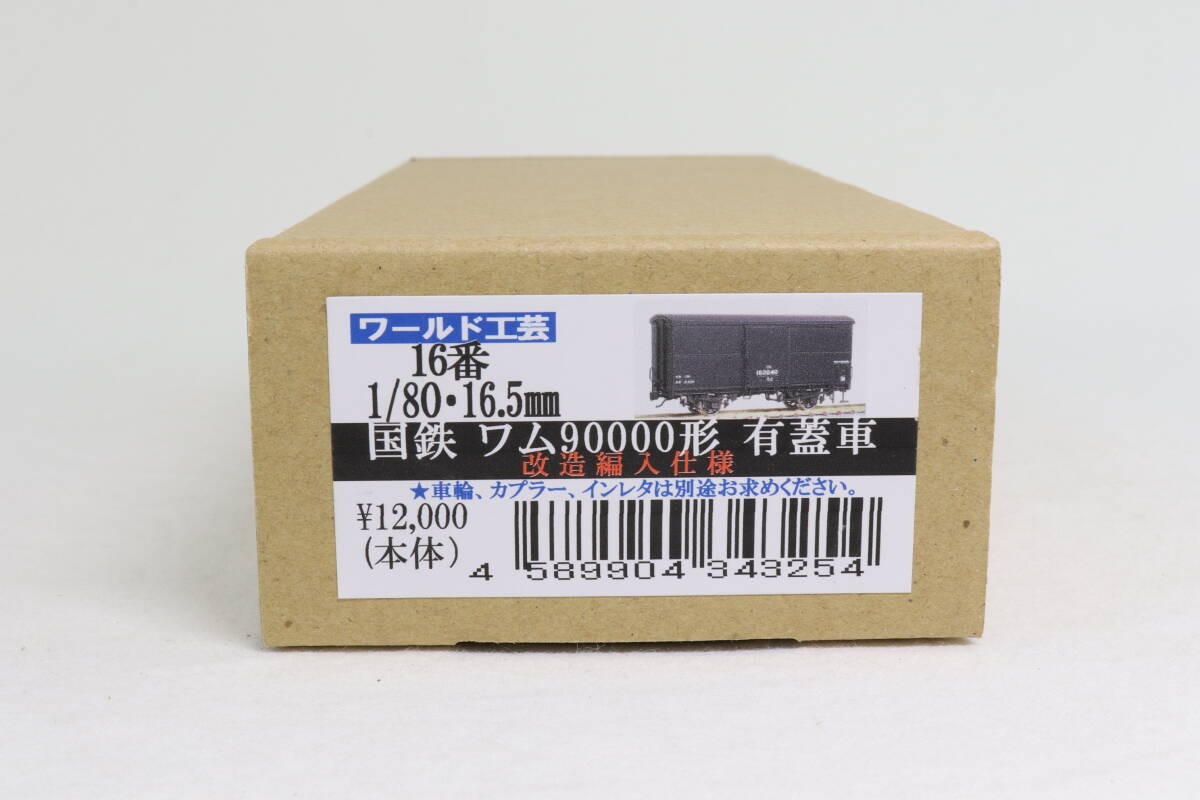 ワールド工芸
16番
1/80・16.5mm
国鉄 ワム90000形 有蓋車
改造編入仕様
★車輪、カプラー、インレタは別途お求めください。
¥12,000
(本体)
4 589904 343254